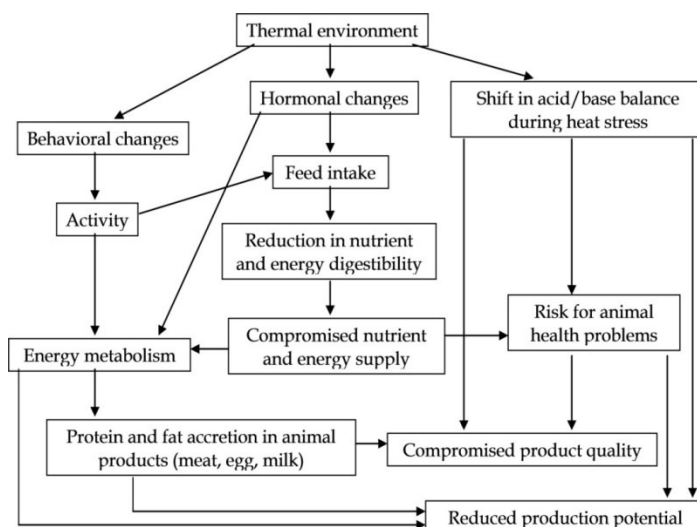 Thermal environment
Hormonal changes
Shift in acid/base balance
during heat stress
Behavioral changes
Feed intake
Activity
Reduction in nutrient
and energy digestibility
Risk for animal
health problems
Compromised nutrient
and energy supply
Energy metabolism
Protein and fat accretion in animal
products (meat, egg, milk)
Compromised product quality
Reduced production potential